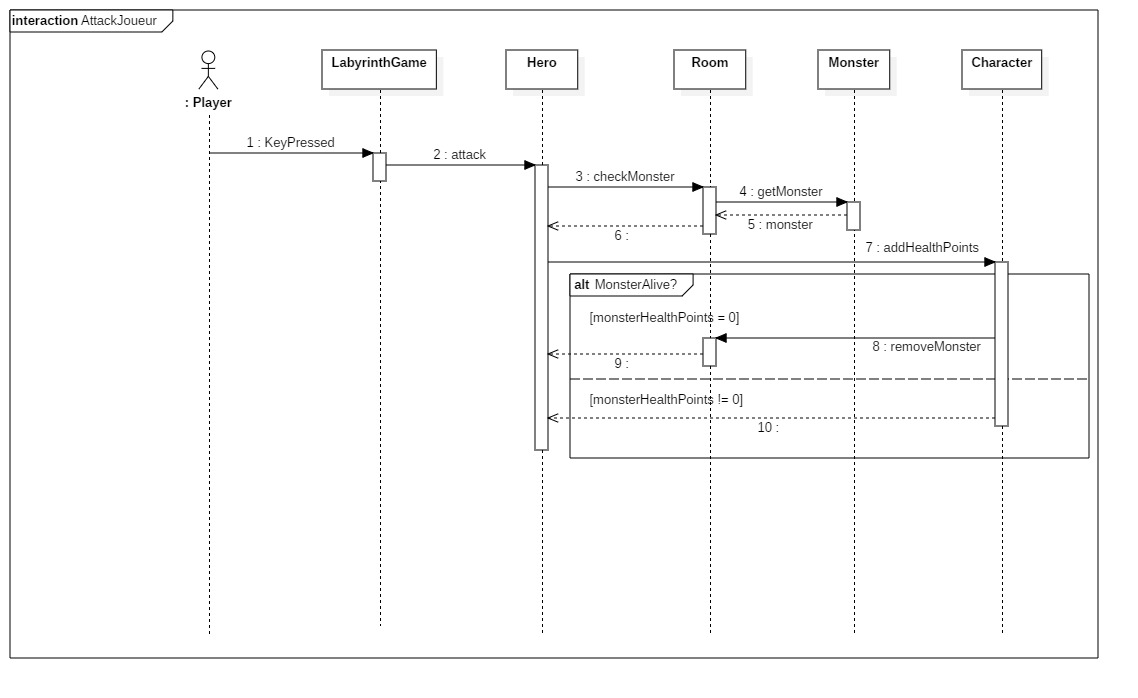 interaction AttackJoueur
: Player
LabyrinthGame
Hero
Room
Monster
Character
1 : KeyPressed
2 : attack
3 : checkMonster
4 : getMonster
5 : monster
6 :
7 : addHealthPoints
alt MonsterAlive?
[monsterHealthPoints = 0]
8 : removeMonster
9 :
[monsterHealthPoints != 0]
10 :